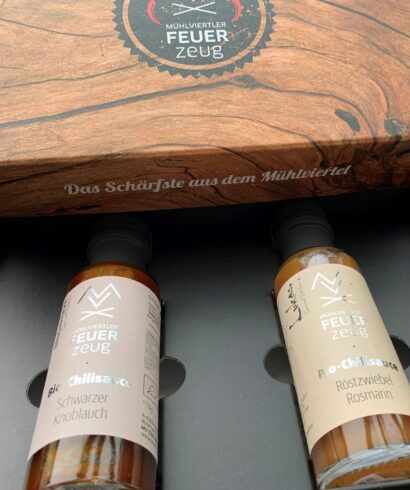 MÜHLVIERTLER
FEUER
zeug
Das Schärfste aus dem Mühlviertel
MÜHLVIERTLER
FEUER
zeug
Bio-Chilisauce
Schwarzer
Knoblauch
MÜHLVIERTLER
FEUER
zeug
Bio-Chilisauce
Röstzwiebel
Rosmarin